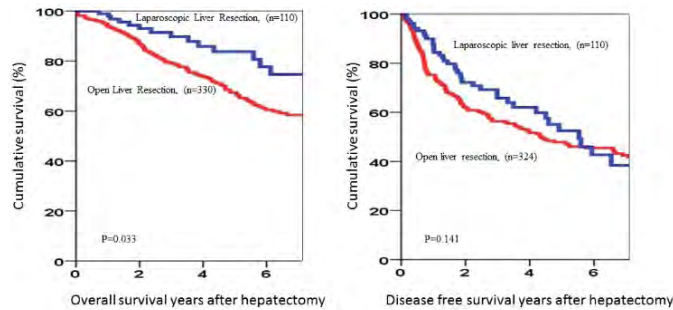 Cumulative survival (%)
100
80
60
40
20
0
Laparoscopic Liver Resection, (n=110)
Open Liver Resection, (n=330)
P=0.033
0 2 4 6
Overall survival years after hepatectomy
Cumulative survival (%)
100
80
60
40
20
0
Laparoscopic liver resection, (n=110)
Open liver resection, (n=324)
P=0.141
0 2 4 6
Disease free survival years after hepatectomy